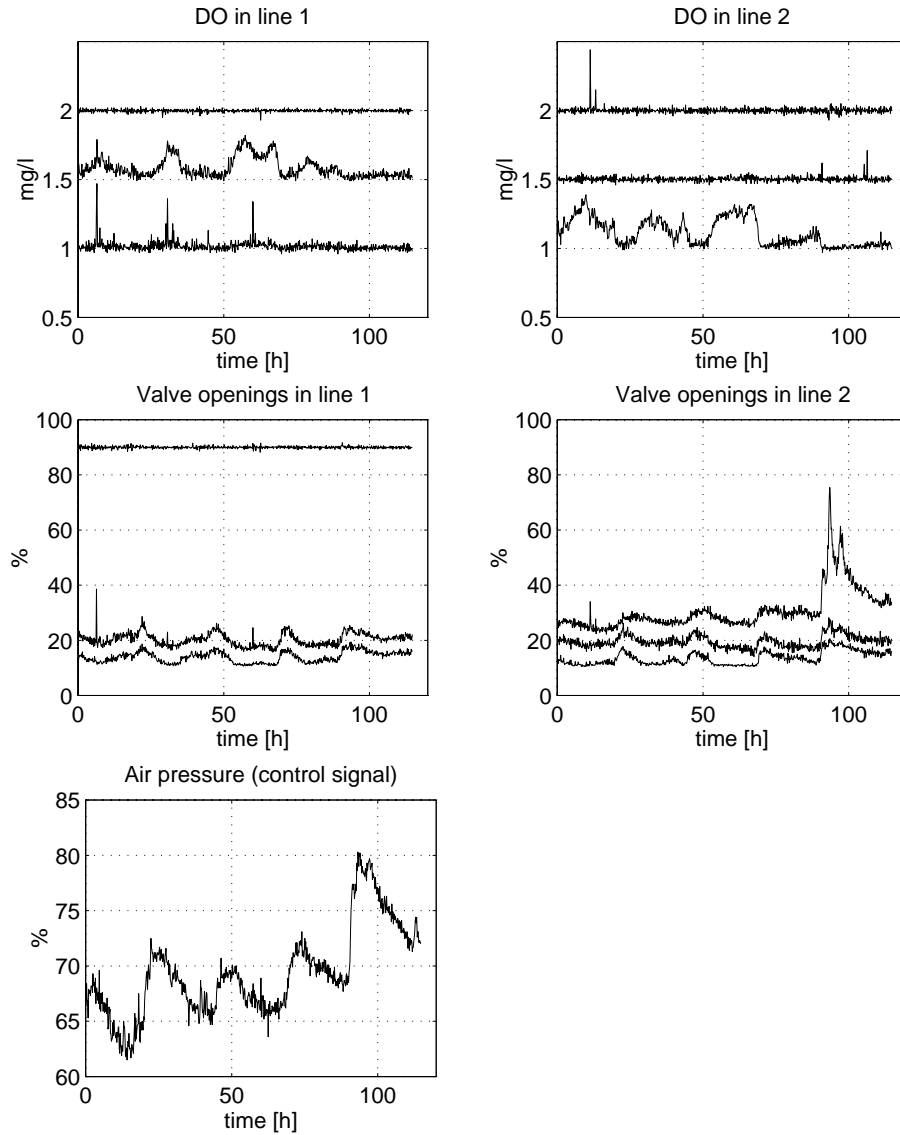 DO in line 1
2
1.5
1
0.5
mg/l
0 50 100
time [h]
DO in line 2
2
1.5
1
0.5
mg/l
0 50 100
time [h]
Valve openings in line 1
100
80
60
40
20
0
%
0 50 100
time [h]
Valve openings in line 2
100
80
60
40
20
0
%
0 50 100
time [h]
Air pressure (control signal)
85
80
75
70
65
60
%
0 50 100
time [h]